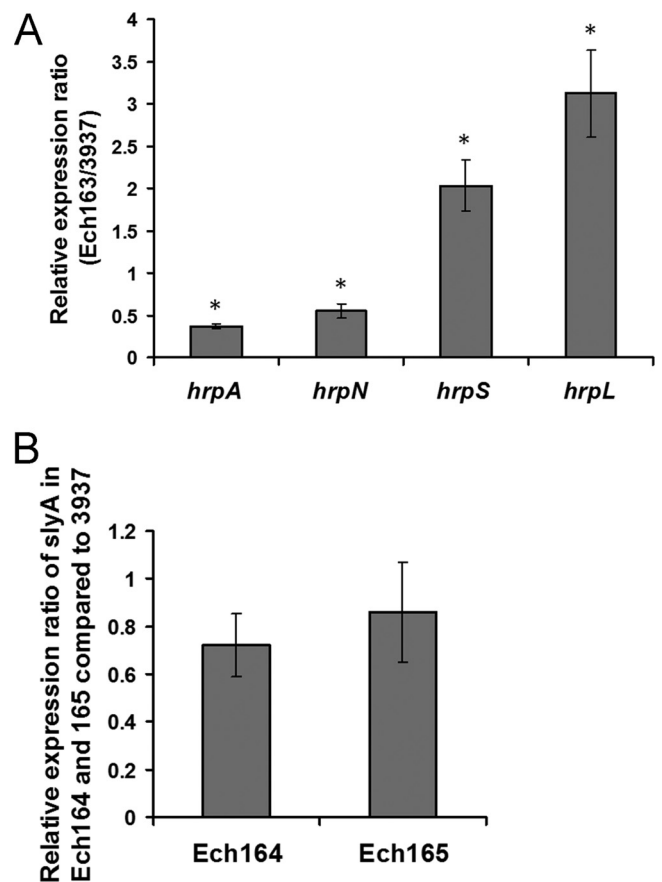 A
Relative expression ratio
(Ech163/3937)
4
3.5
3
2.5
2
1.5
1
0.5
0
*
*
*
*
hrpA hrpN hrpS hrpL
B
Relative expression ratio of slyA in
Ech164 and 165 compared to 3937
1.2
1
0.8
0.6
0.4
0.2
0
Ech164 Ech165